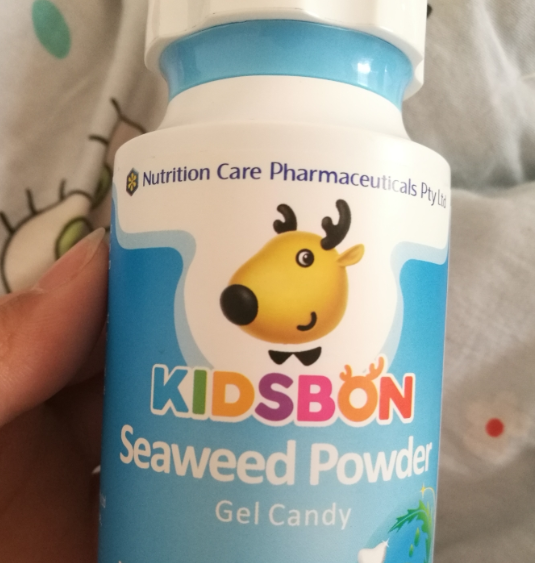 Nutrition Care Pharmaceuticals Pty Ltd
KIDSBON
Seaweed Powder
Gel Candy